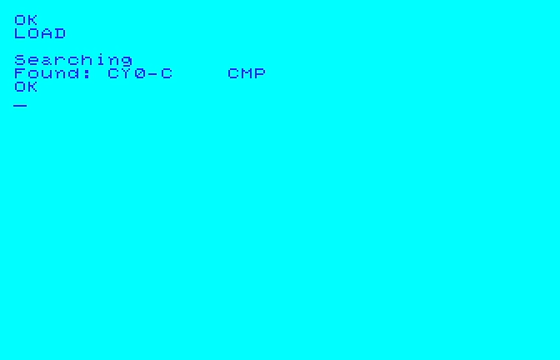 OK
LOAD
Searching
Found: CY0-C CMP
OK